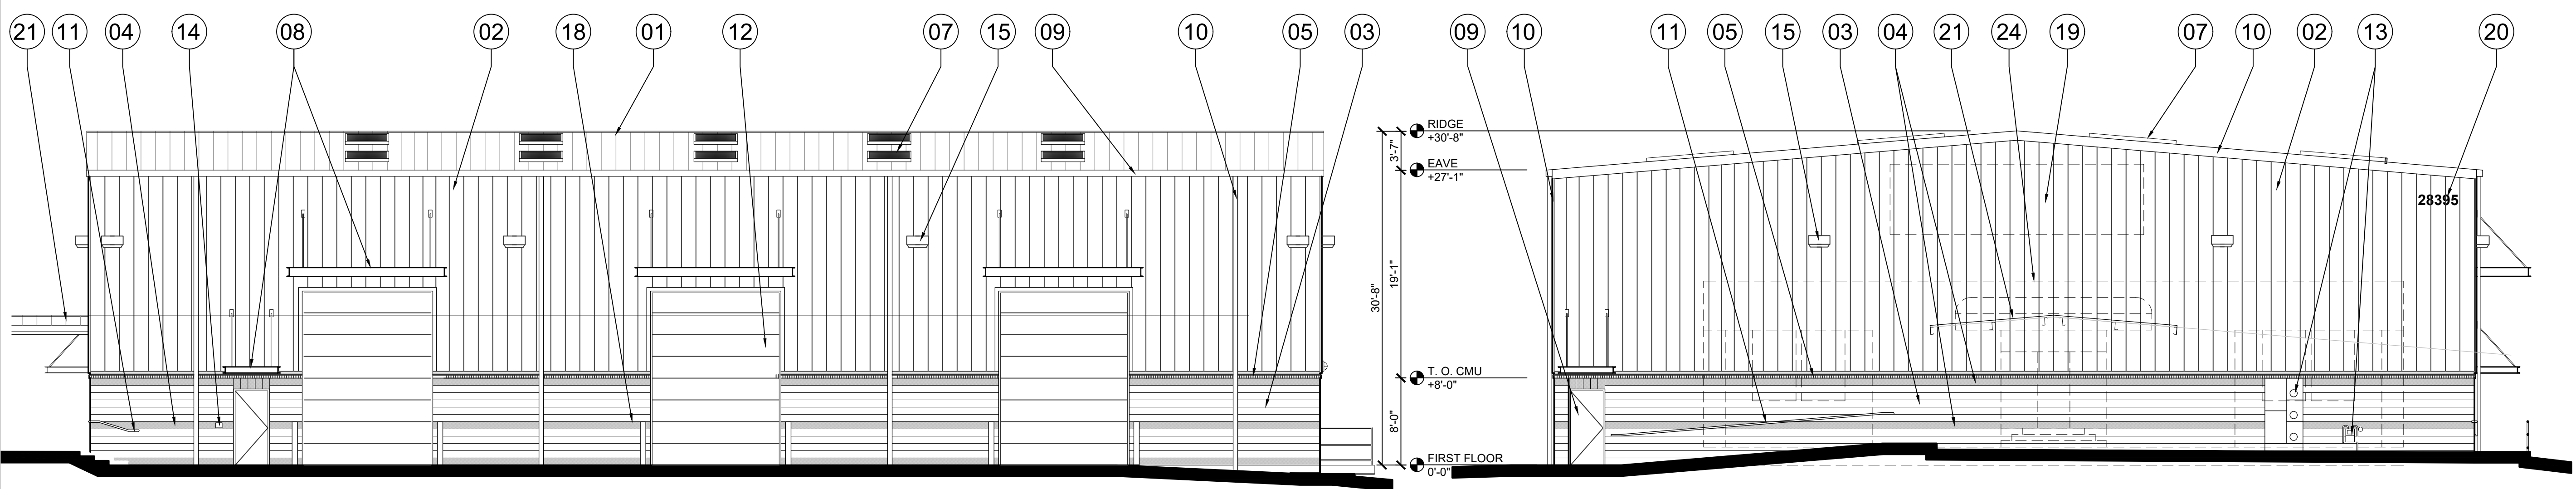 21 11 04 14 08 02 18 01 12 07 15 09 10 05 03
09 10 11 05 15 03 04 21 24 19 07 10 02 13 20
RIDGE
+30'-8"
3'-7"
EAVE
+27'-1"
28395
19'-1"
30'-8"
T. O. CMU
+8'-0"
8'-0"
FIRST FLOOR
0'-0"